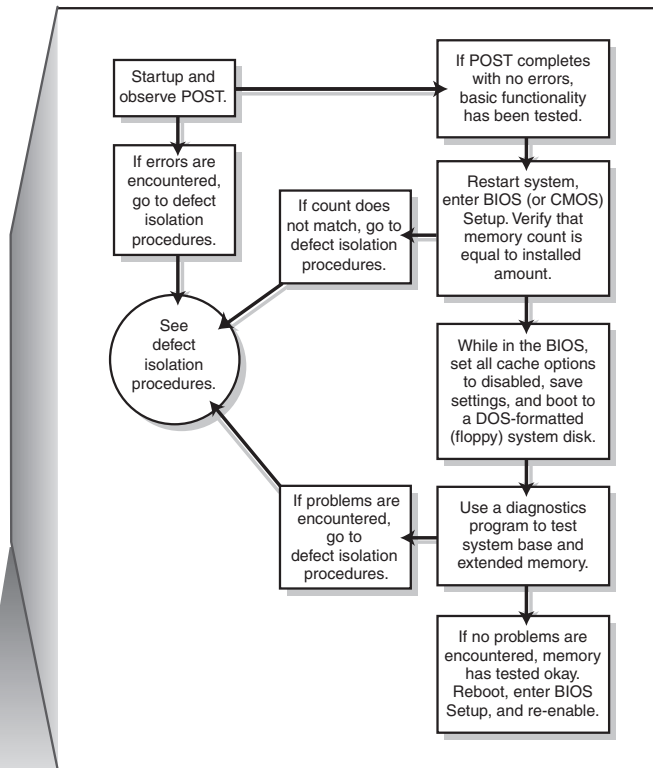 Startup and
observe POST.
If POST completes
with no errors,
basic functionality
has been tested.
If errors are
encountered,
go to defect
isolation
procedures.
If count does
not match, go to
defect isolation
procedures.
Restart system,
enter BIOS (or CMOS)
Setup. Verify that
memory count is
equal to installed
amount.
See
defect
isolation
procedures.
While in the BIOS,
set all cache options
to disabled, save
settings, and boot to
a DOS-formatted
(floppy) system disk.
If problems are
encountered,
go to
defect isolation
procedures.
Use a diagnostics
program to test
system base and
extended memory.
If no problems are
encountered, memory
has tested okay.
Reboot, enter BIOS
Setup, and re-enable.